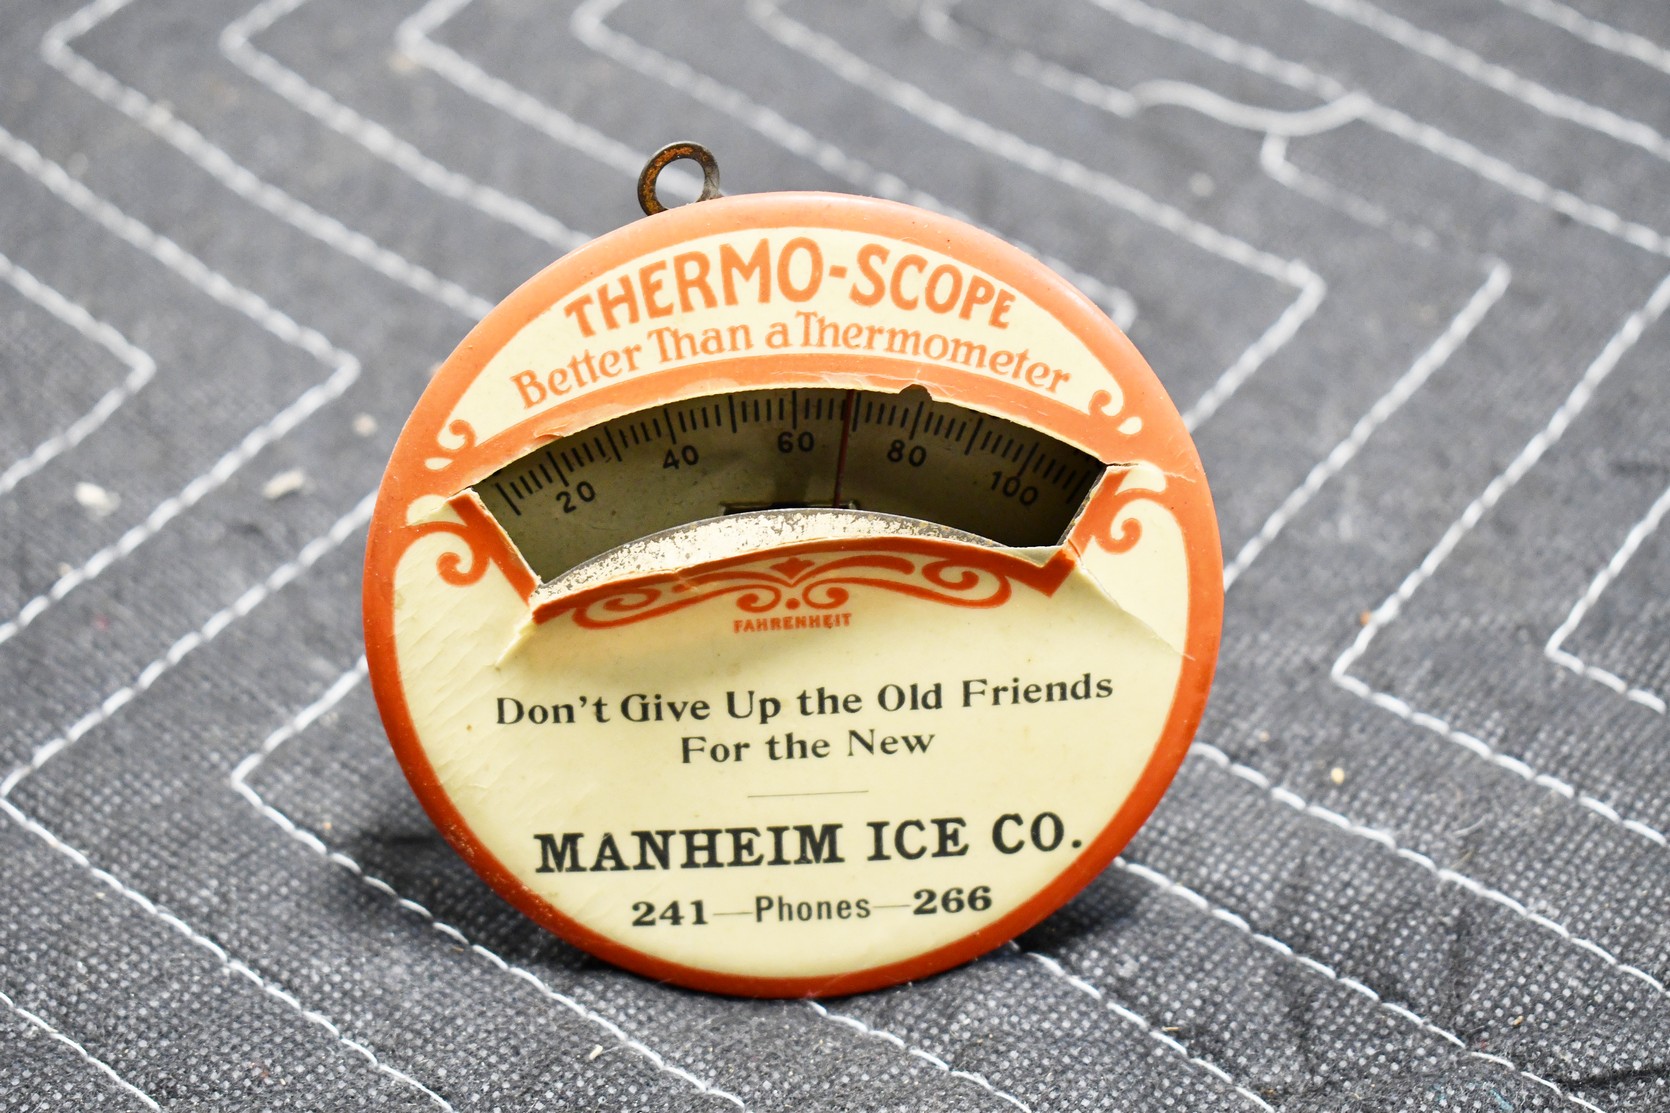 THERMO-SCOPE
Better Than a Thermometer
20 40 60 80 100
FAHRENHEIT
Don't Give Up the Old Friends
For the New
MANHEIM ICE CO.
241—Phones—266